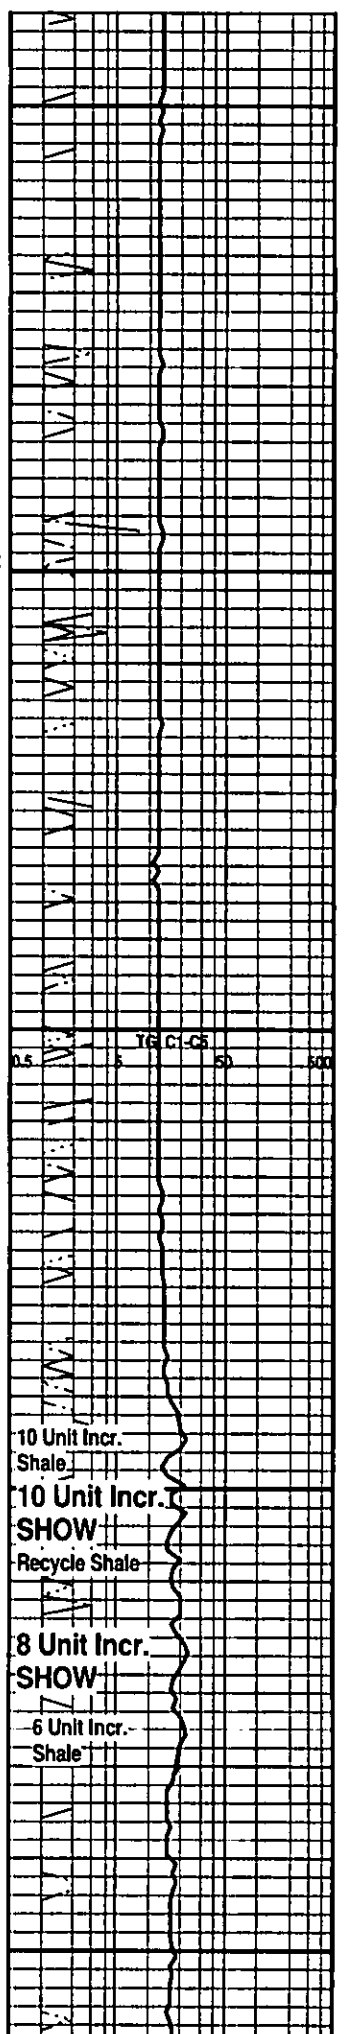 TG, C1-C5
0.5 5 50 500
10 Unit Incr.
Shale
10 Unit Incr.
SHOW
Recycle Shale
8 Unit Incr.
SHOW
6 Unit Incr.
Shale